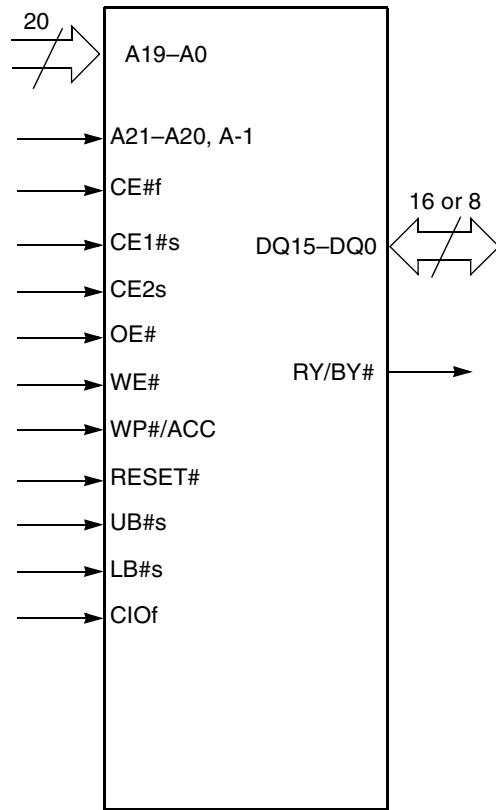 20
A19–A0
A21–A20, A-1
CE#f
16 or 8
CE1#s
DQ15–DQ0
CE2s
OE#
WE#
RY/BY#
WP#/ACC
RESET#
UB#s
LB#s
CIOf